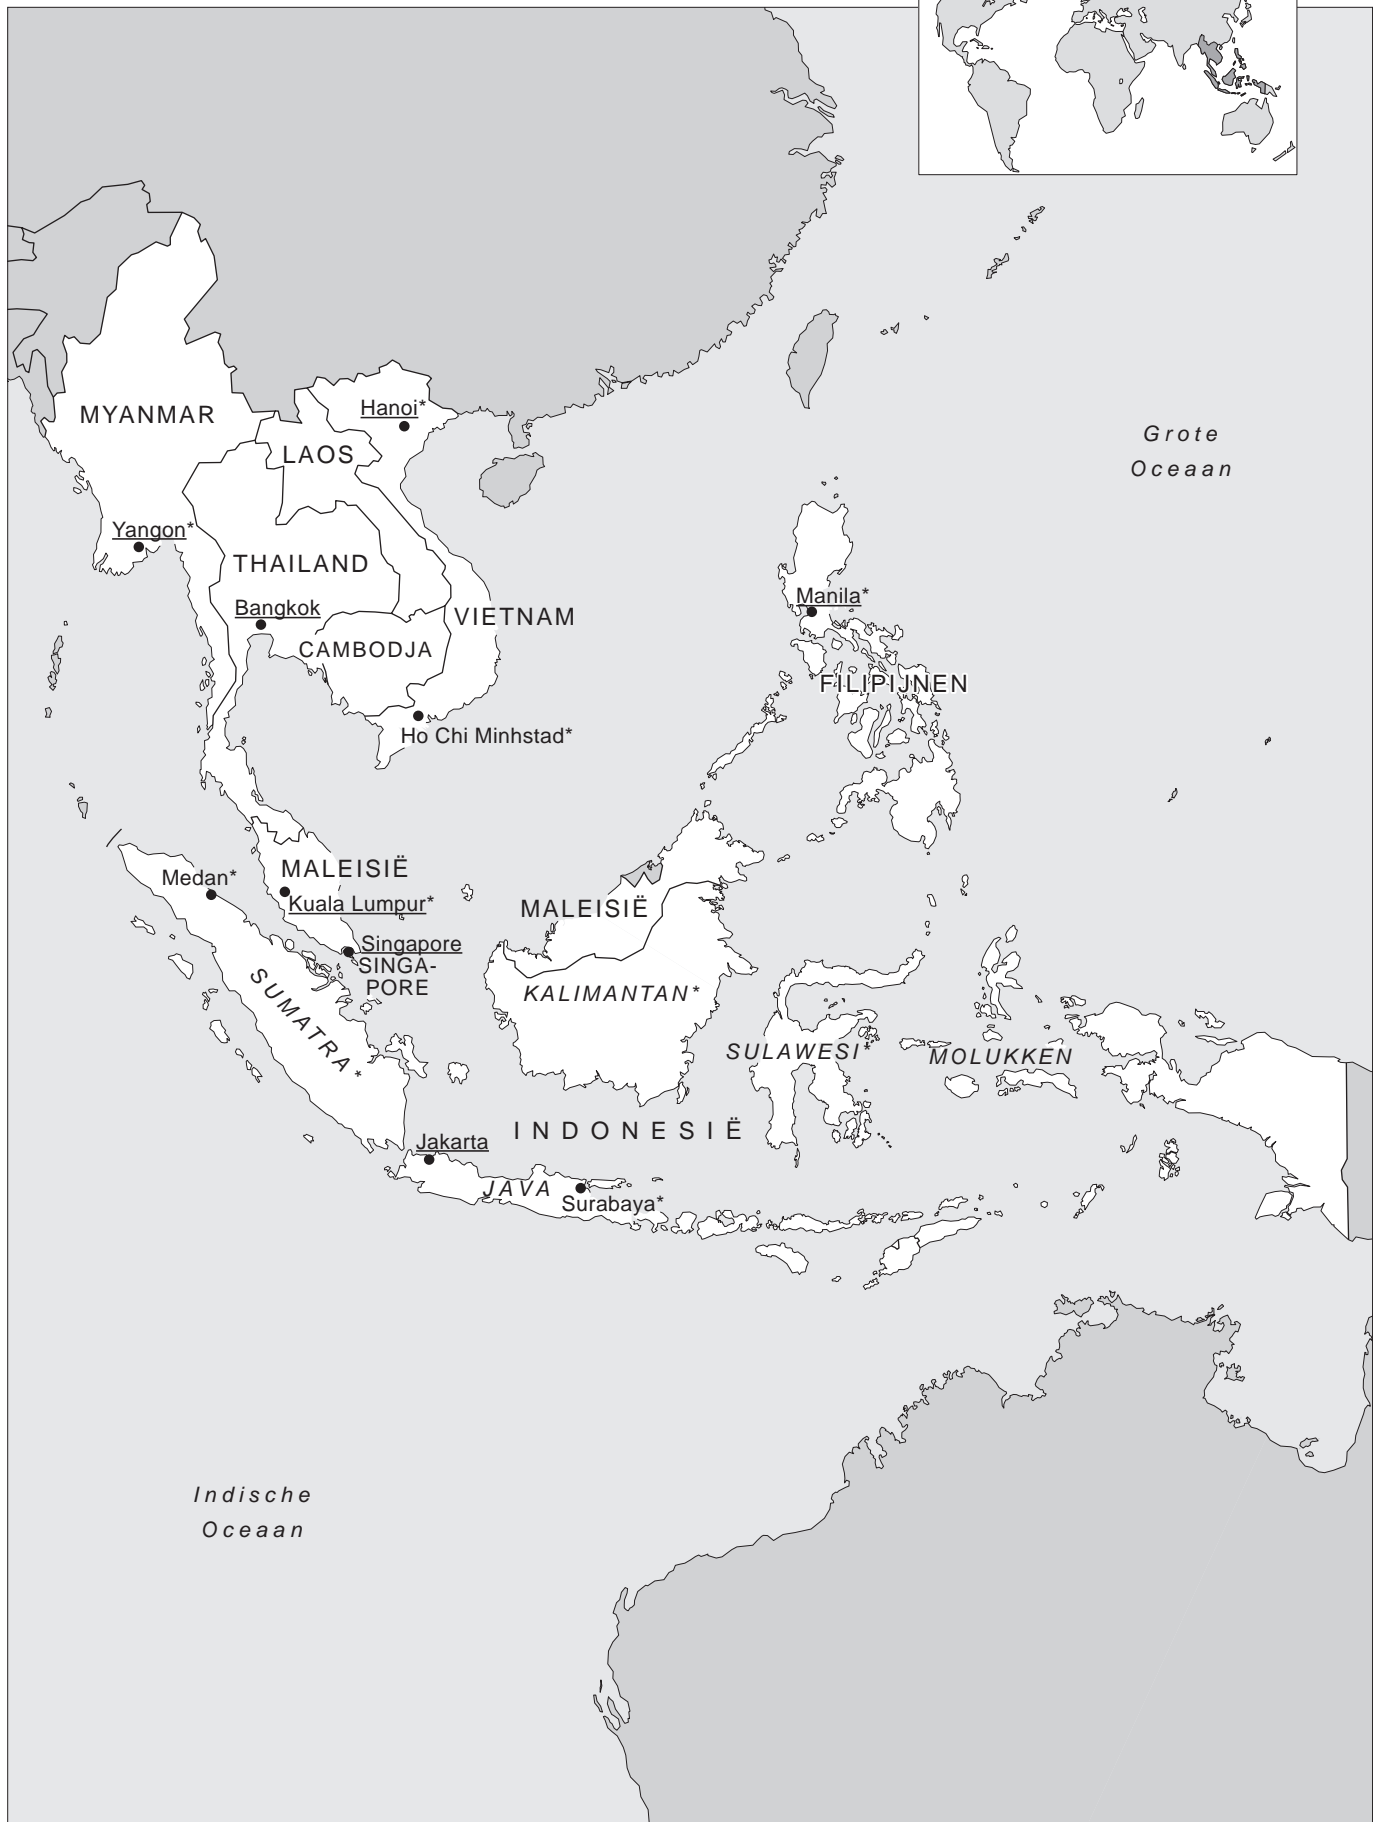 MYANMAR
Hanoi*
LAOS
Grote
Oceaan
Yangon*
THAILAND
Bangkok
VIETNAM
Manila*
CAMBODJA
FILIPIJNEN
Ho Chi Minhstad*
MALEISIË
Medan*
Kuala Lumpur*
MALEISIË
Singapore
SINGA-
PORE
SUMATRA*
KALIMANTAN*
SULAWESI*
MOLUKKEN
INDONESIË
Jakarta
JAVA
Surabaya*
Indische
Oceaan